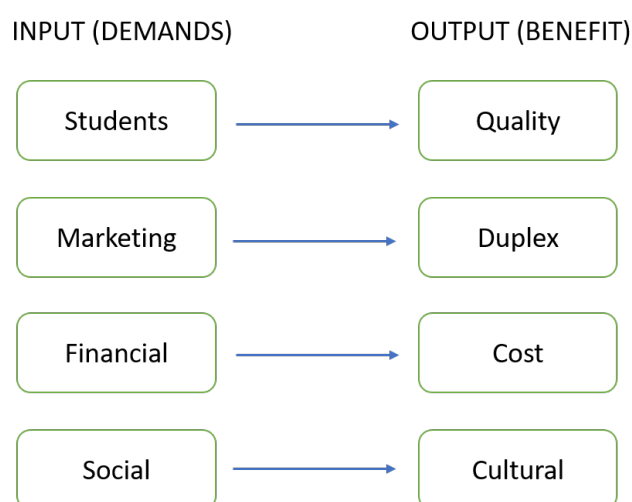 INPUT (DEMANDS) OUTPUT (BENEFIT)
Students Quality
Marketing Duplex
Financial Cost
Social Cultural